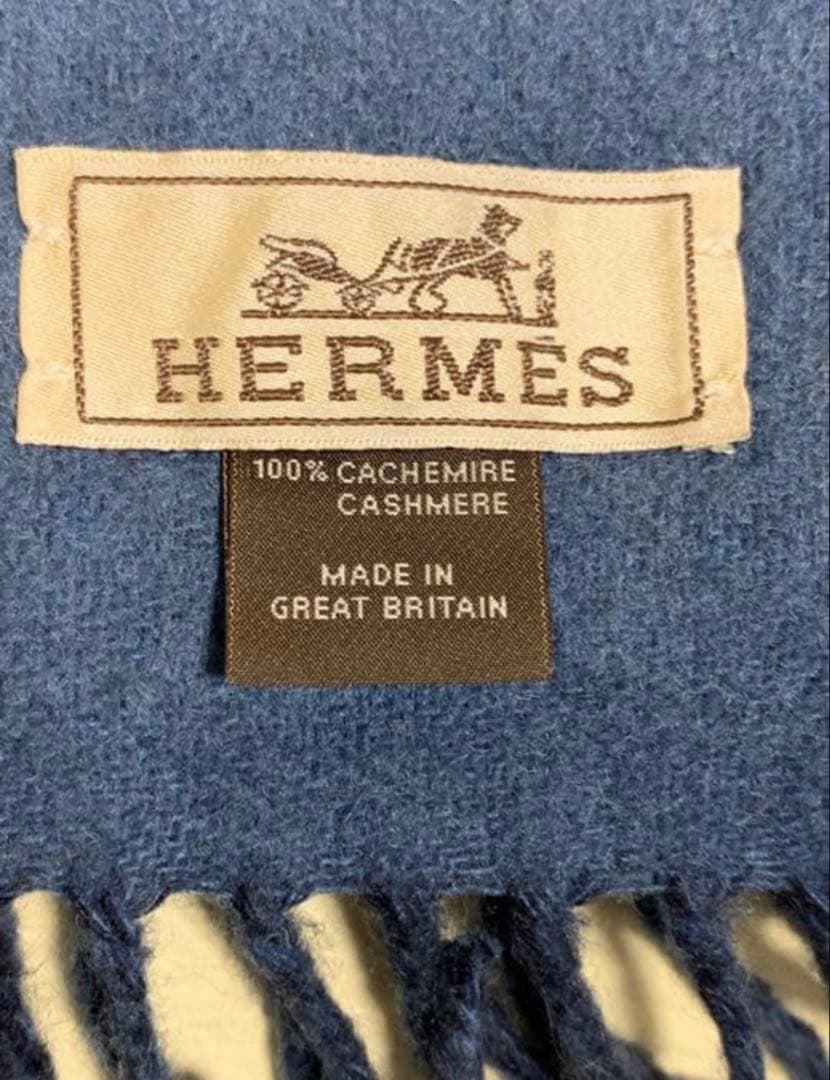 HERMÈS
100% CACHEMIRE
CASHMERE
MADE IN
GREAT BRITAIN